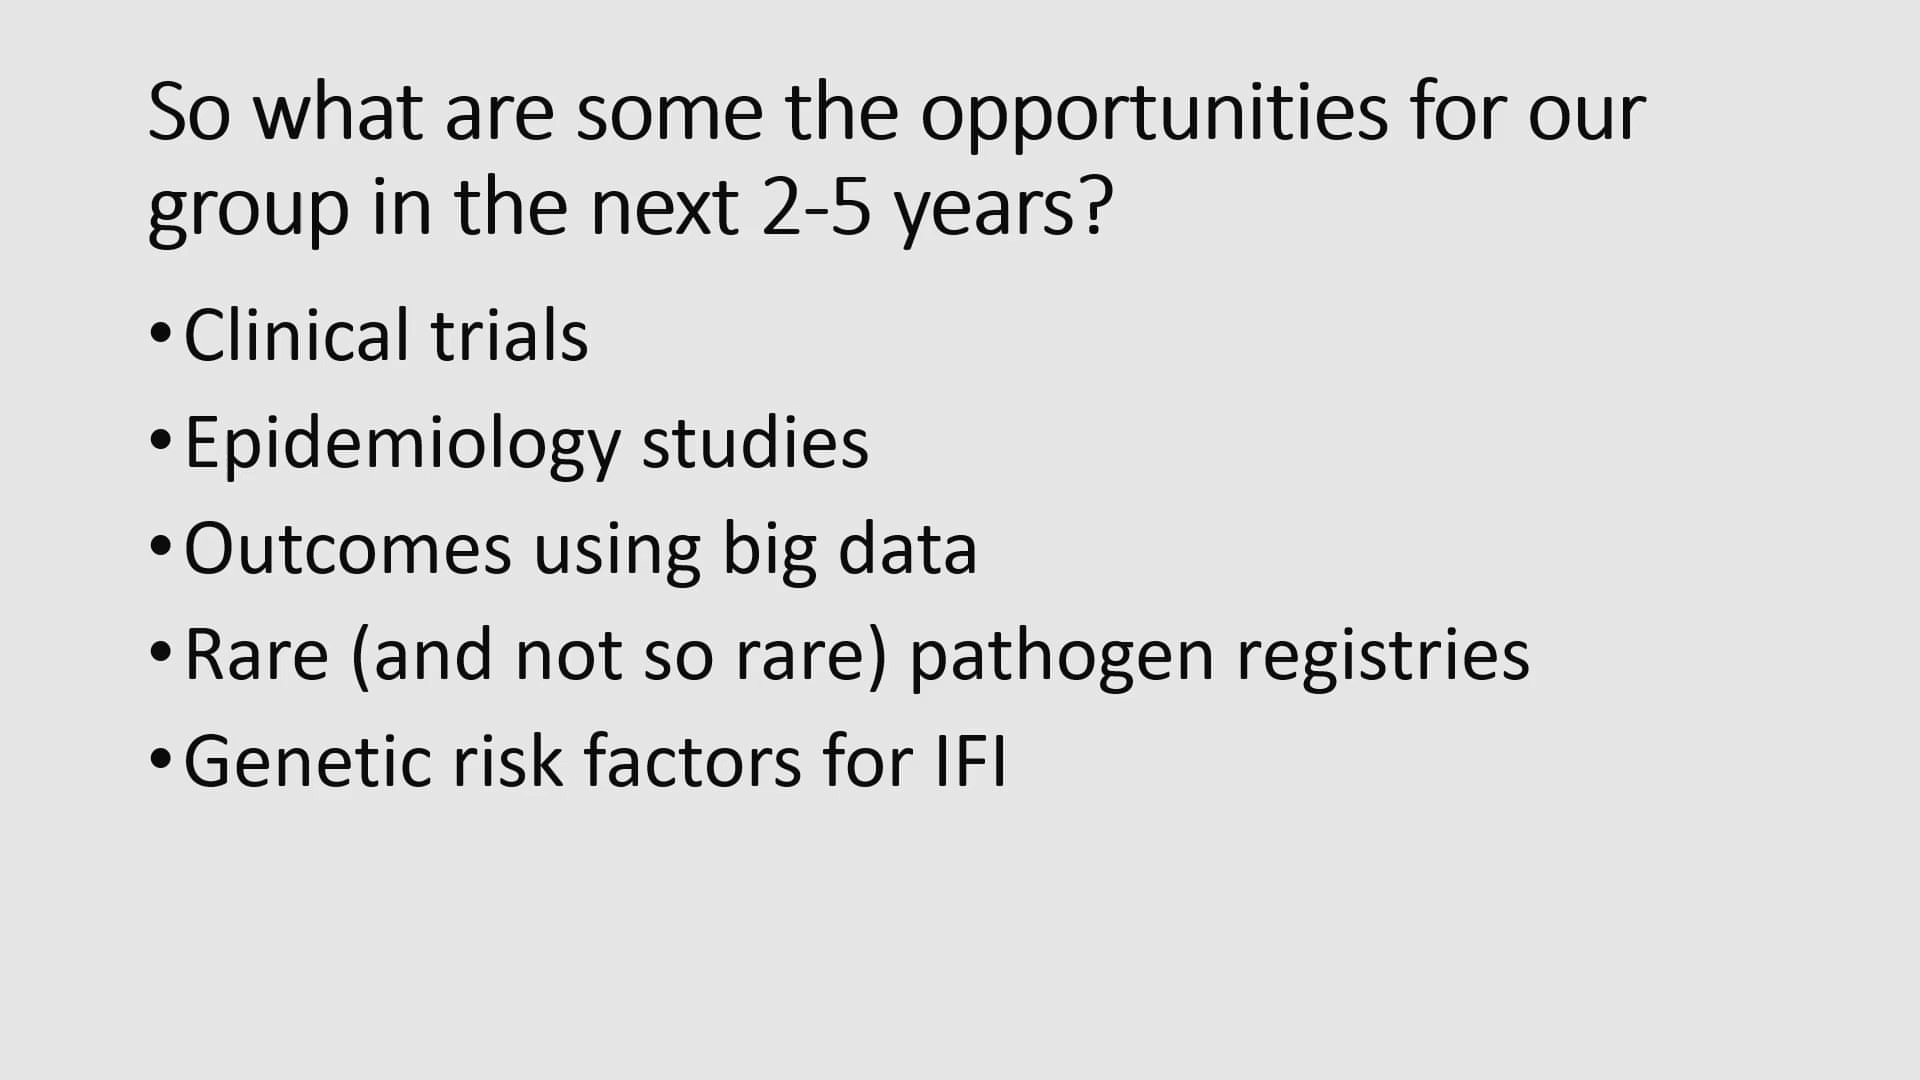 So what are some the opportunities for our
group in the next 2-5 years?
•Clinical trials
•Epidemiology studies
•Outcomes using big data
•Rare (and not so rare) pathogen registries
•Genetic risk factors for IFI